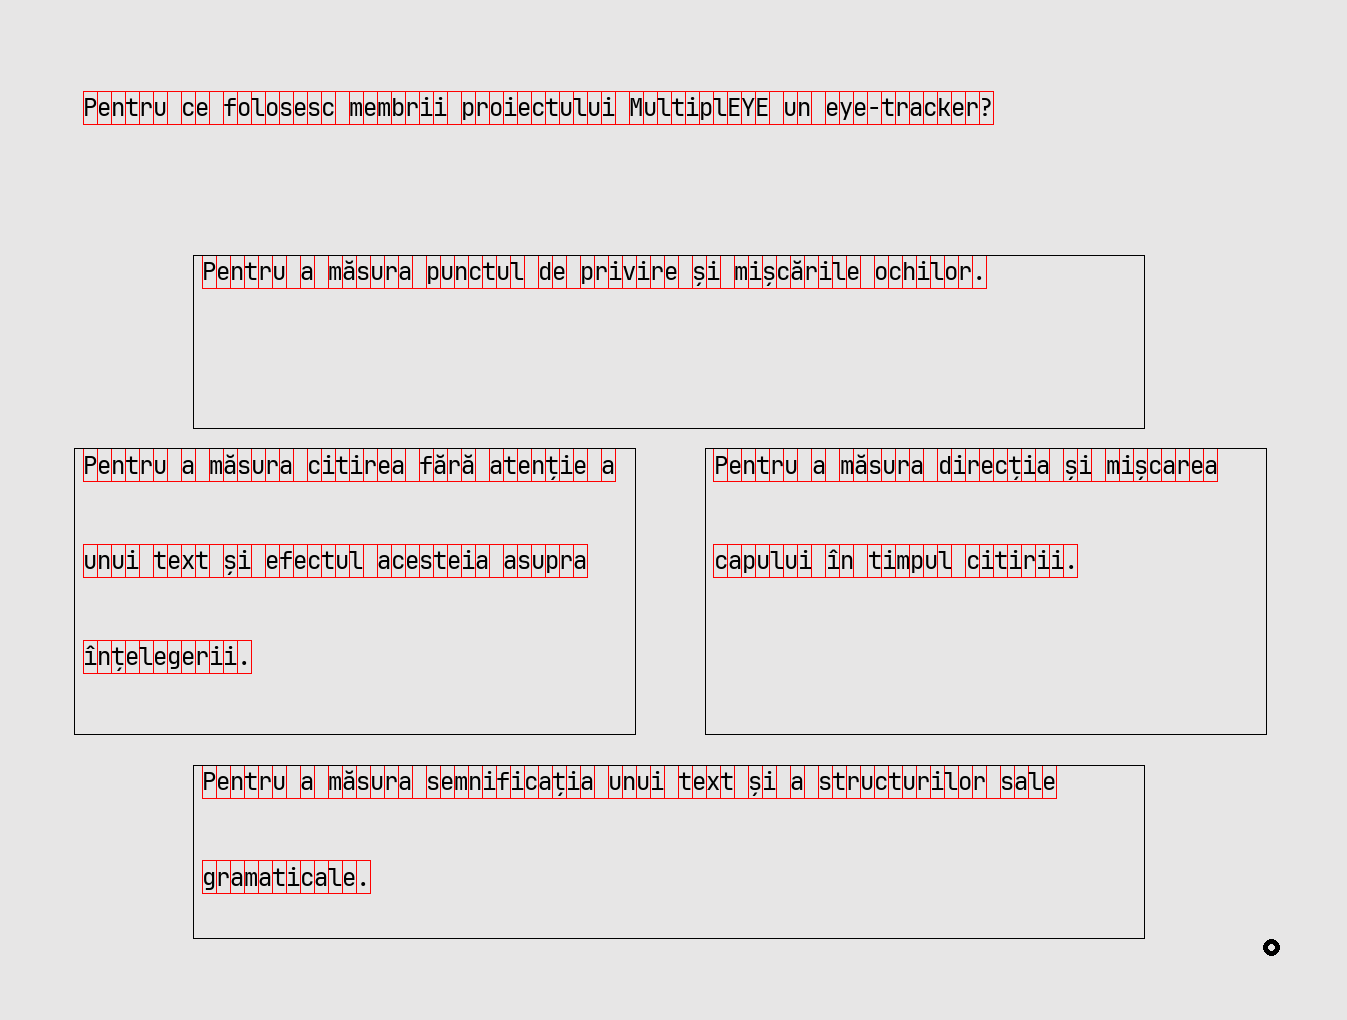 Pentru ce folosesc membrii proiectului MultiplEYE un eye-tracker?
Pentru a măsura punctul de privire și mișcările ochilor.
Pentru a măsura citirea fără atenție a
unui text și efectul acesteia asupra
înțelegerii.
Pentru a măsura direcția și mișcarea
capului în timpul citirii.
Pentru a măsura semnificația unui text și a structurilor sale
gramaticale.